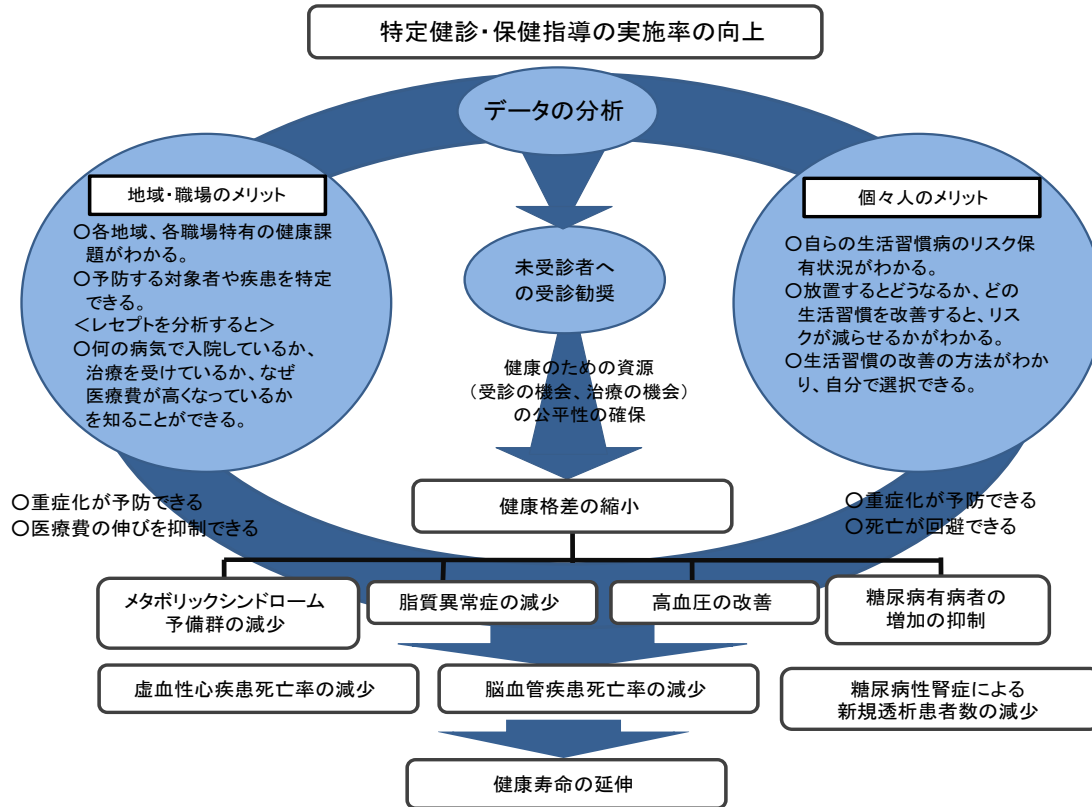 特定健診・保健指導の実施率の向上
データの分析
地域・職場のメリット
〇各地域、各職場特有の健康課
題がわかる。
〇予防する対象者や疾患を特定
できる。
＜レセプトを分析すると＞
〇何の病気で入院しているか、
治療を受けているか、なぜ
医療費が高くなっているか
を知ることができる。
未受診者へ
の受診勧奨
個々人のメリット
〇自らの生活習慣病のリスク保
有状況がわかる。
〇放置するとどうなるか、どの
生活習慣を改善すると、リス
クが減らせるかがわかる。
〇生活習慣の改善の方法がわか
り、自分で選択できる。
健康のための資源
（受診の機会、治療の機会）
の公平性の確保
〇重症化が予防できる
〇医療費の伸びを抑制できる
健康格差の縮小
〇重症化が予防できる
〇死亡が回避できる
メタボリックシンドローム
予備群の減少
脂質異常症の減少
高血圧の改善
糖尿病有病者の
増加の抑制
虚血性心疾患死亡率の減少
脳血管疾患死亡率の減少
糖尿病性腎症による
新規透析患者数の減少
健康寿命の延伸